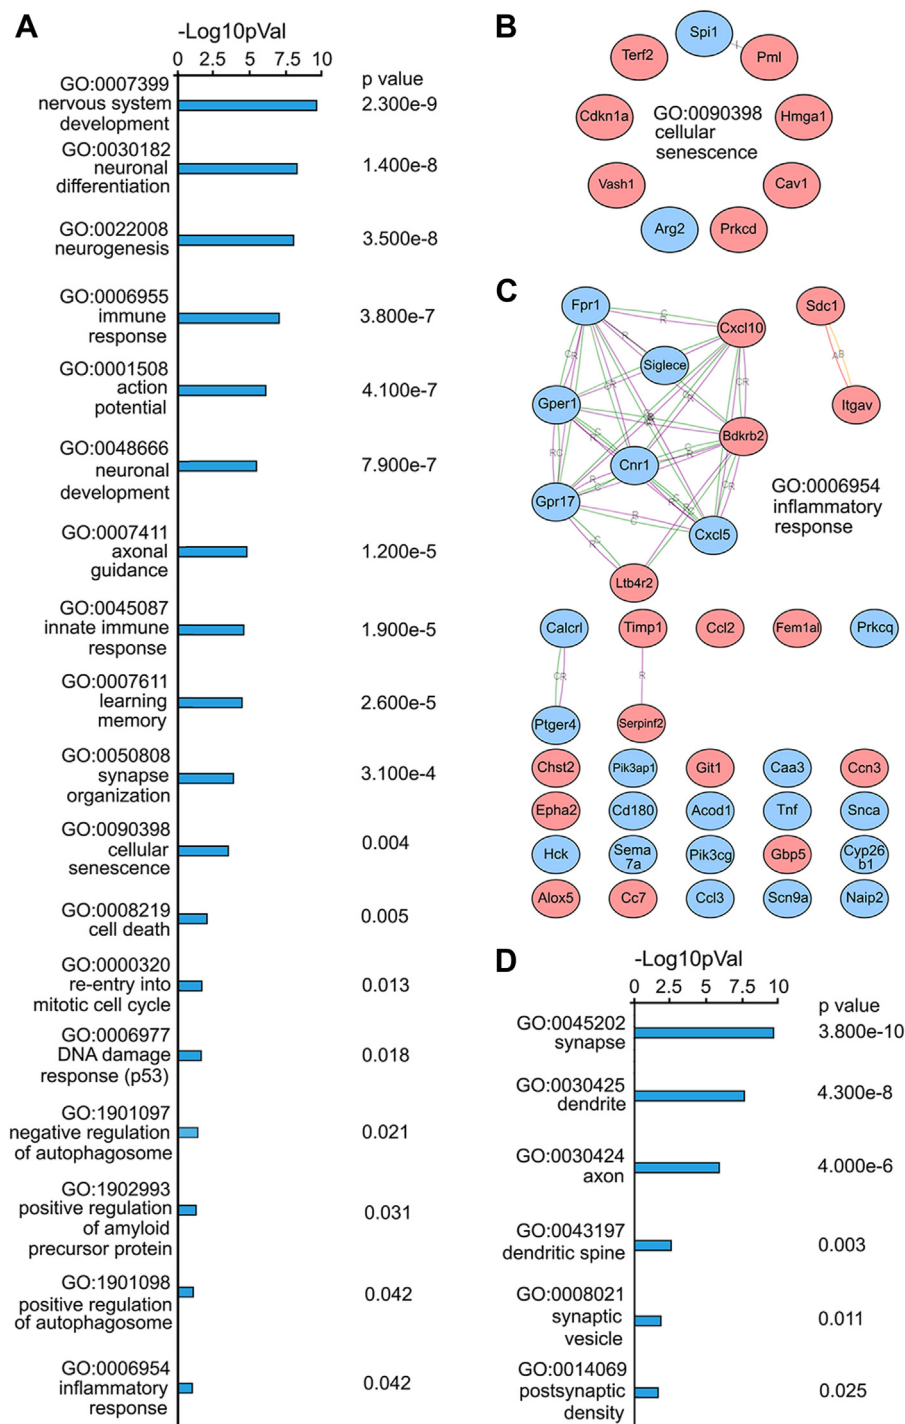 A
-Log10pVal
0 2.5 5 7.5 10
p value
GO:0007399
nervous system
development
2.300e-9
GO:0030182
neuronal
differentiation
1.400e-8
GO:0022008
neurogenesis
3.500e-8
GO:0006955
immune
response
3.800e-7
GO:0001508
action
potential
4.100e-7
GO:0048666
neuronal
development
7.900e-7
GO:0007411
axonal
guidance
1.200e-5
GO:0045087
innate immune
response
1.900e-5
GO:0007611
learning
memory
2.600e-5
GO:0050808
synapse
organization
3.100e-4
GO:0090398
cellular
senescence
0.004
GO:0008219
cell death
0.005
GO:0000320
re-entry into
mitotic cell cycle
0.013
GO:0006977
DNA damage
response (p53)
0.018
GO:1901097
negative regulation
of autophagosome
0.021
GO:1902993
positive regulation
of amyloid
precursor protein
0.031
GO:1901098
positive regulation
of autophagosome
0.042
GO:0006954
inflammatory
response
0.042
B
Spi1
Terf2
Pml
Cdkn1a
Hmga1
GO:0090398
cellular
senescence
Vash1
Cav1
Arg2
Prkcd
C
Fpr1
Cxcl10
Sdc1
Siglece
Gper1
Itgav
A B
Bdkrb2
Cnr1
Gpr17
GO:0006954
inflammatory
response
Cxcl5
Ltb4r2
Calcrl
Timp1
Ccl2
Fem1al
Prkcq
C R
R
Ptger4
Serpinf2
Chst2
Pik3ap1
Git1
Caa3
Ccn3
Epha2
Cd180
Acod1
Tnf
Snca
Hck
Sema
7a
Pik3cg
Gbp5
Cyp26
b1
Alox5
Cc7
Ccl3
Scn9a
Naip2
D
-Log10pVal
0 2.5 5 7.5 10
p value
GO:0045202
synapse
3.800e-10
GO:0030425
dendrite
4.300e-8
GO:0030424
axon
4.000e-6
GO:0043197
dendritic spine
0.003
GO:0008021
synaptic
vesicle
0.011
GO:0014069
postsynaptic
density
0.025